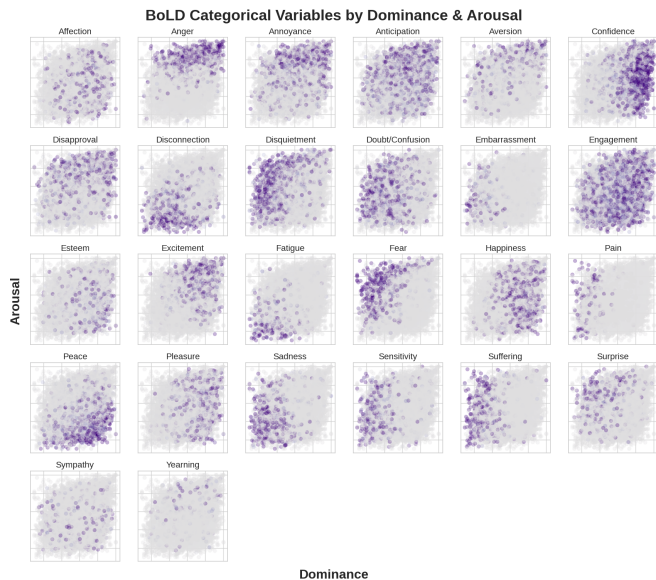 BoLD Categorical Variables by Dominance & Arousal
Affection Anger Annoyance Anticipation Aversion Confidence
Disapproval Disconnection Disquietment Doubt/Confusion Embarrassment Engagement
Esteem Excitement Fatigue Fear Happiness Pain
Arousal
Peace Pleasure Sadness Sensitivity Suffering Surprise
Sympathy Yearning
Dominance